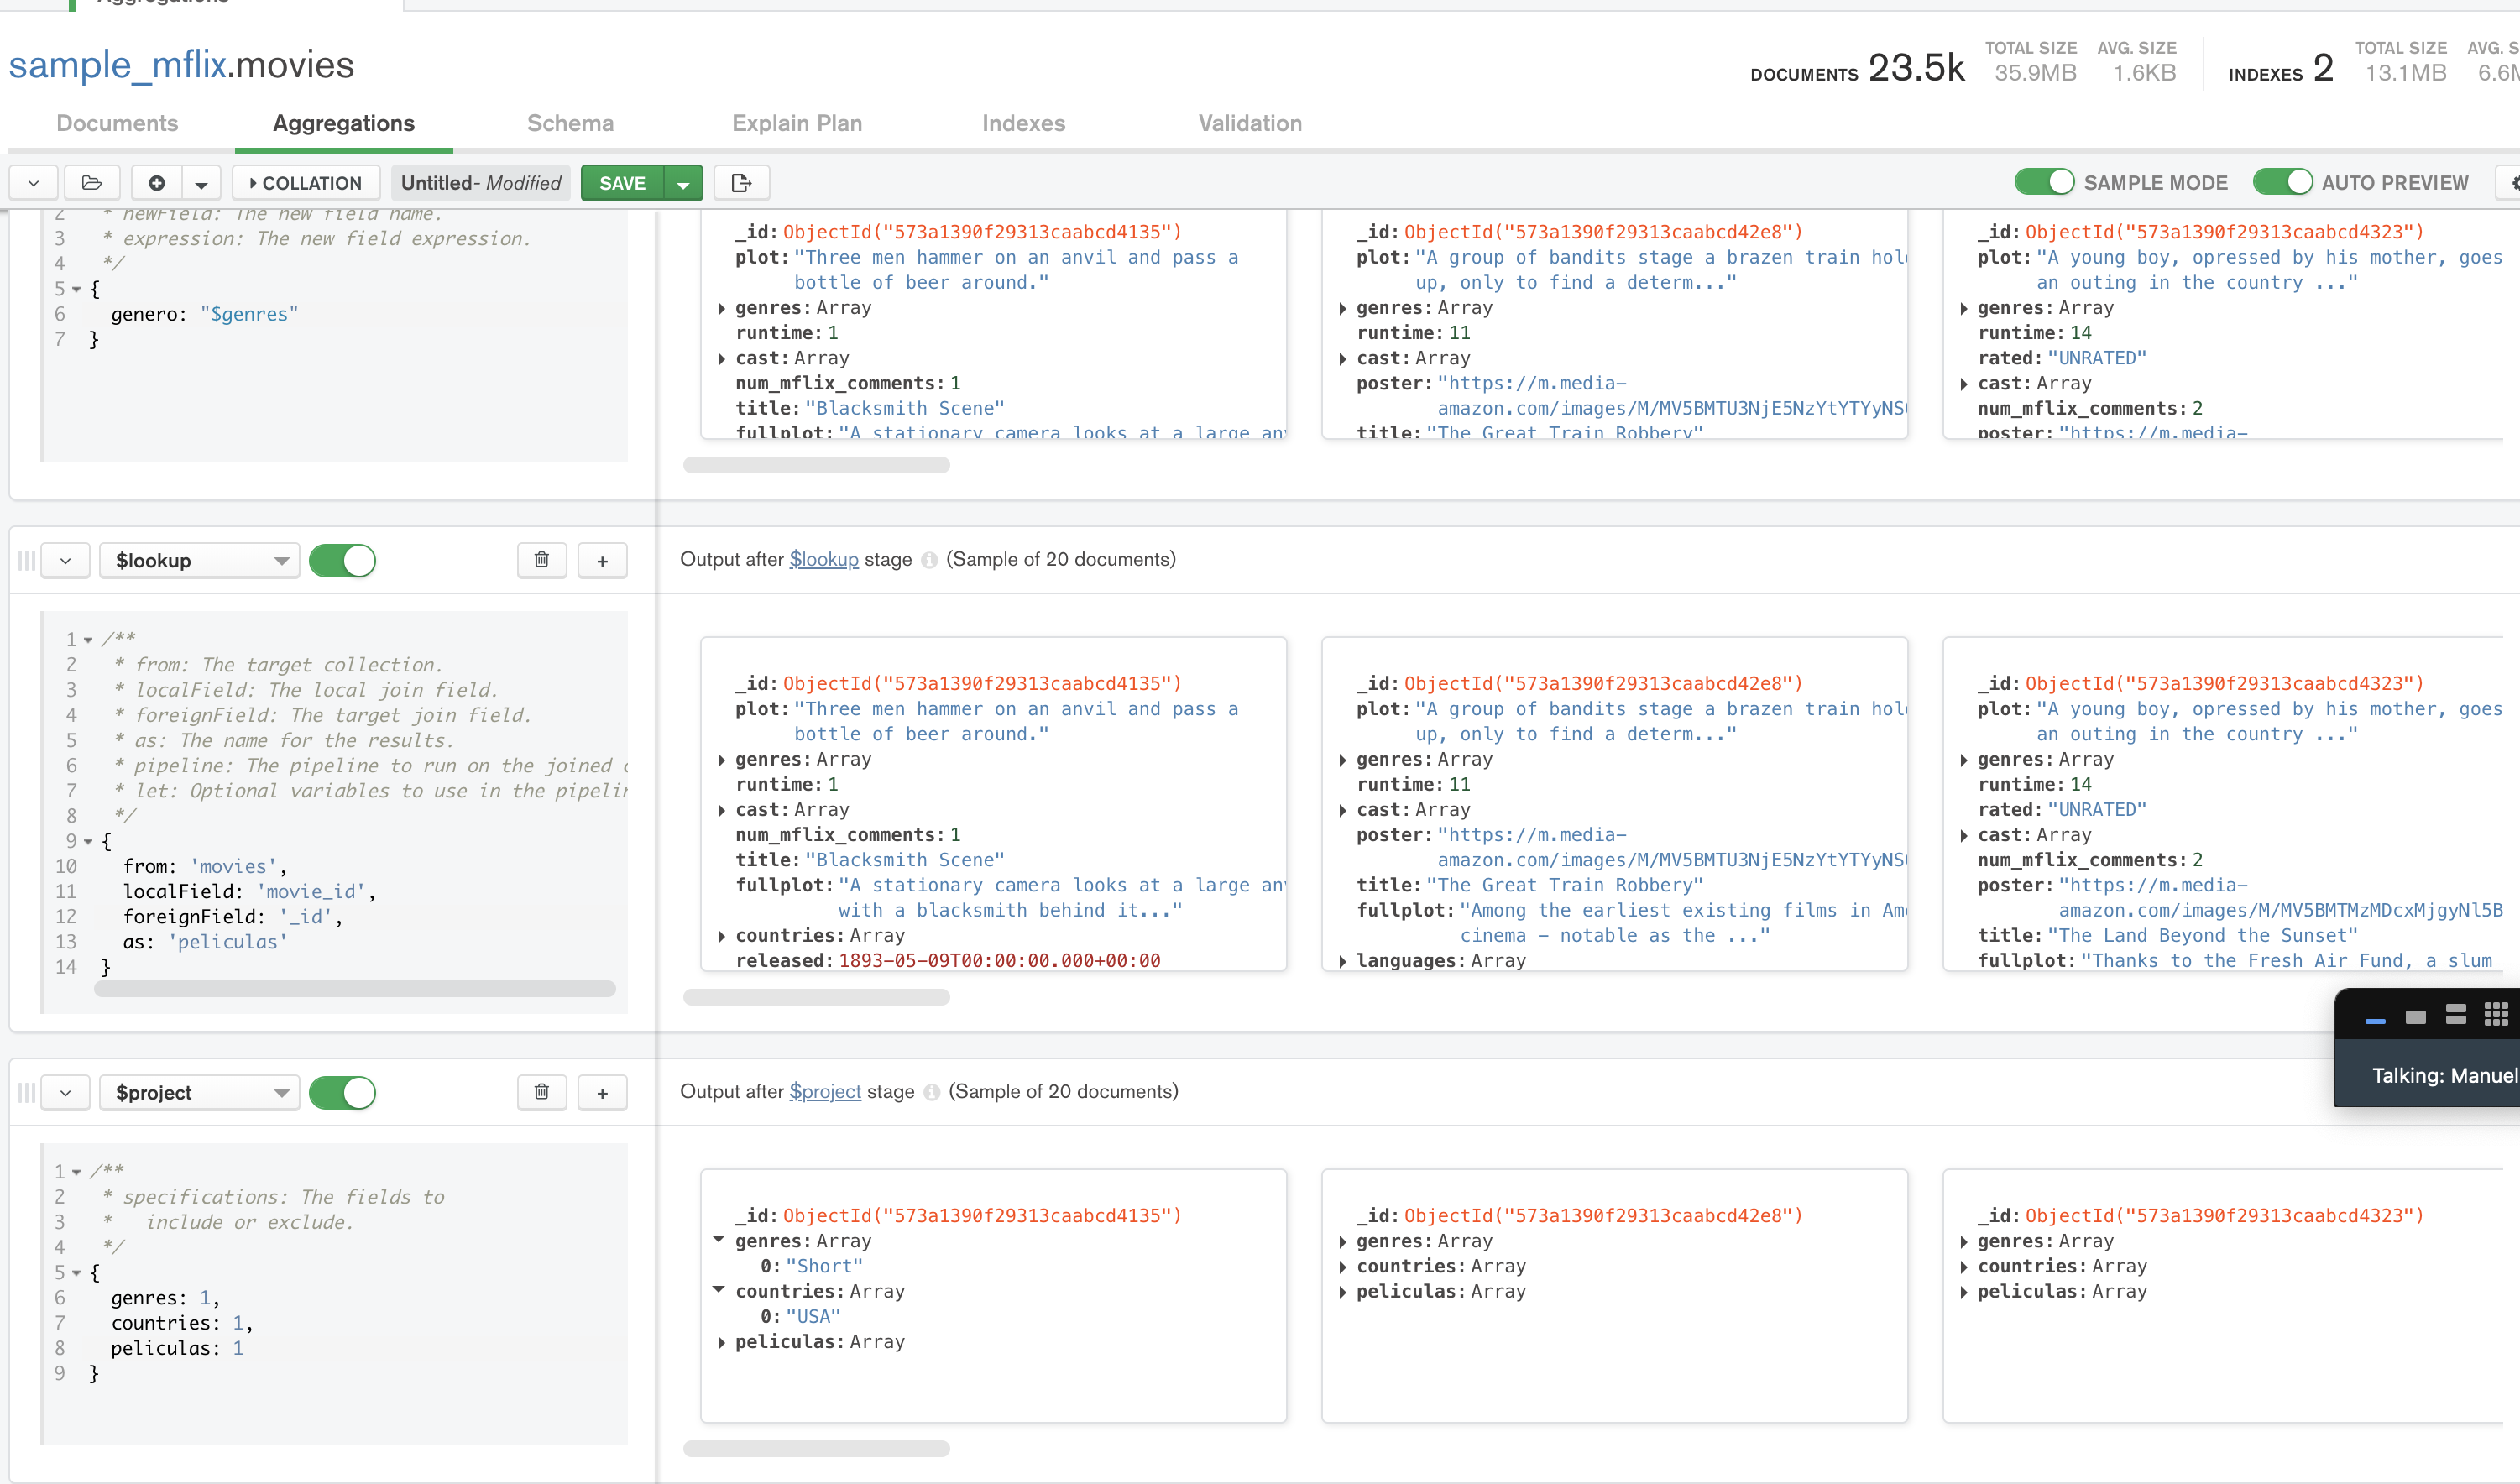 Aggregations
sample_mflix.movies
DOCUMENTS 23.5k TOTAL SIZE 35.9MB AVG. SIZE 1.6KB INDEXES 2 TOTAL SIZE 13.1MB AVG. S 6.6M
Documents Aggregations Schema Explain Plan Indexes Validation
COLLATION Untitled- Modified SAVE SAMPLE MODE AUTO PREVIEW
2 * newField: The new field name.
3 * expression: The new field expression.
4 */
5 {
6 genero: "$genres"
7 }
_id: ObjectId("573a1390f29313caabcd4135")
plot: "Three men hammer on an anvil and pass a
bottle of beer around."
genres: Array
runtime: 1
cast: Array
num_mflix_comments: 1
title: "Blacksmith Scene"
fullplot: "A stationary camera looks at a large anv
_id: ObjectId("573a1390f29313caabcd42e8")
plot: "A group of bandits stage a brazen train hold
up, only to find a determ..."
genres: Array
runtime: 11
cast: Array
poster: "https://m.media-
amazon.com/images/M/MV5BMTU3NjE5NzYtYTYyNS0
title: "The Great Train Robbery"
_id: ObjectId("573a1390f29313caabcd4323")
plot: "A young boy, opressed by his mother, goes
an outing in the country ..."
genres: Array
runtime: 14
rated: "UNRATED"
cast: Array
num_mflix_comments: 2
poster: "https://m.media-
$lookup +
Output after $lookup stage (Sample of 20 documents)
1 /**
2 * from: The target collection.
3 * localField: The local join field.
4 * foreignField: The target join field.
5 * as: The name for the results.
6 * pipeline: The pipeline to run on the joined c
7 * let: Optional variables to use in the pipelin
8 */
9 {
10 from: 'movies',
11 localField: 'movie_id',
12 foreignField: '_id',
13 as: 'peliculas'
14 }
_id: ObjectId("573a1390f29313caabcd4135")
plot: "Three men hammer on an anvil and pass a
bottle of beer around."
genres: Array
runtime: 1
cast: Array
num_mflix_comments: 1
title: "Blacksmith Scene"
fullplot: "A stationary camera looks at a large anv
with a blacksmith behind it..."
countries: Array
released: 1893-05-09T00:00:00.000+00:00
_id: ObjectId("573a1390f29313caabcd42e8")
plot: "A group of bandits stage a brazen train hold
up, only to find a determ..."
genres: Array
runtime: 11
cast: Array
poster: "https://m.media-
amazon.com/images/M/MV5BMTU3NjE5NzYtYTYyNS0
title: "The Great Train Robbery"
fullplot: "Among the earliest existing films in Ame
cinema - notable as the ..."
languages: Array
_id: ObjectId("573a1390f29313caabcd4323")
plot: "A young boy, opressed by his mother, goes
an outing in the country ..."
genres: Array
runtime: 14
rated: "UNRATED"
cast: Array
num_mflix_comments: 2
poster: "https://m.media-
amazon.com/images/M/MV5BMTMzMDcxMjgyNl5B
title: "The Land Beyond the Sunset"
fullplot: "Thanks to the Fresh Air Fund, a slum
Talking: Manuel
$project +
Output after $project stage (Sample of 20 documents)
1 /**
2 * specifications: The fields to
3 * include or exclude.
4 */
5 {
6 genres: 1,
7 countries: 1,
8 peliculas: 1
9 }
_id: ObjectId("573a1390f29313caabcd4135")
genres: Array
0: "Short"
countries: Array
0: "USA"
peliculas: Array
_id: ObjectId("573a1390f29313caabcd42e8")
genres: Array
countries: Array
peliculas: Array
_id: ObjectId("573a1390f29313caabcd4323")
genres: Array
countries: Array
peliculas: Array